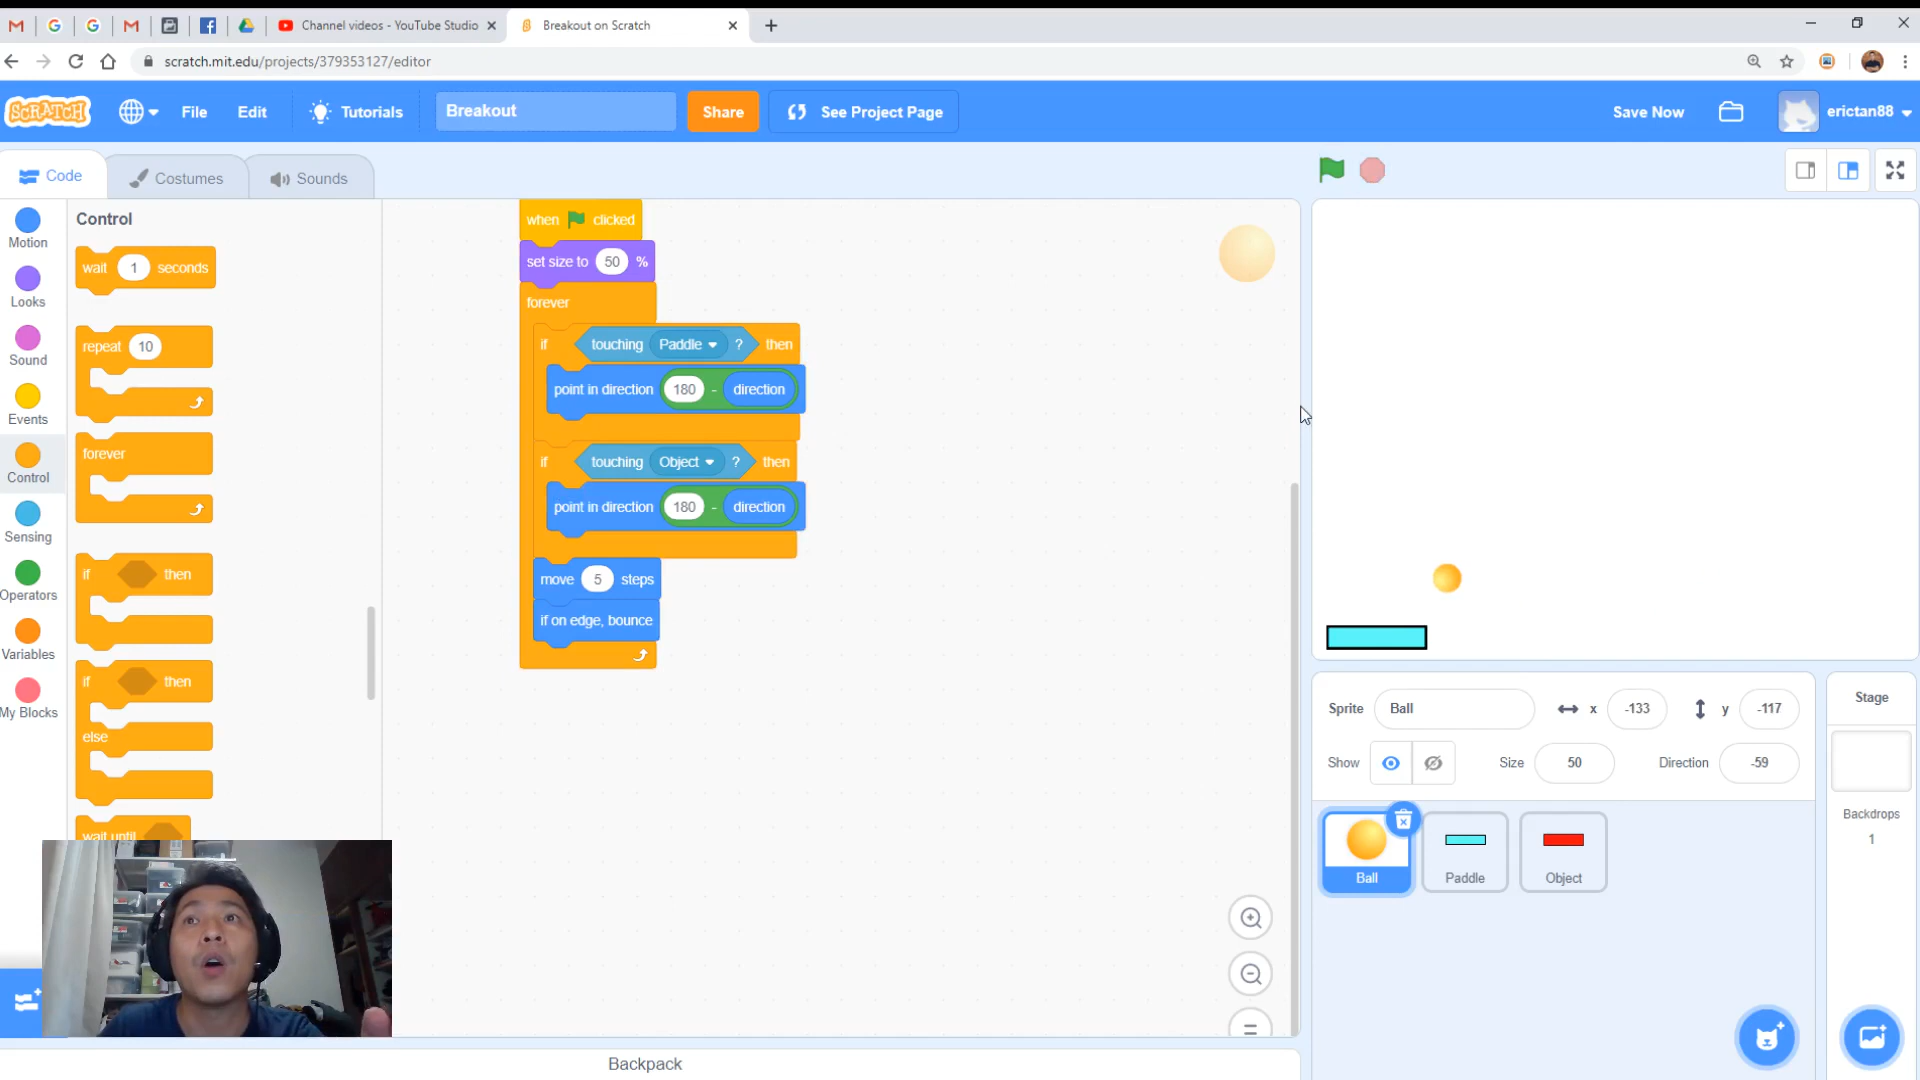 Channel videos - YouTube Studio
Breakout on Scratch
scratch.mit.edu/projects/379353127/editor
SCRATCH
File
Edit
Tutorials
Breakout
Share
See Project Page
Save Now
erictan88
Code
Costumes
Sounds
Motion
Looks
Sound
Events
Control
Sensing
Operators
Variables
My Blocks
Control
wait 1 seconds
repeat 10
forever
if then
if then
else
wait until
when clicked
set size to 50 %
forever
if touching Paddle ? then
point in direction 180 - direction
if touching Object ? then
point in direction 180 - direction
move 5 steps
if on edge, bounce
Sprite Ball x -133 y -117
Show Size 50 Direction -59
Ball
Paddle
Object
Stage
Backdrops
1
Backpack